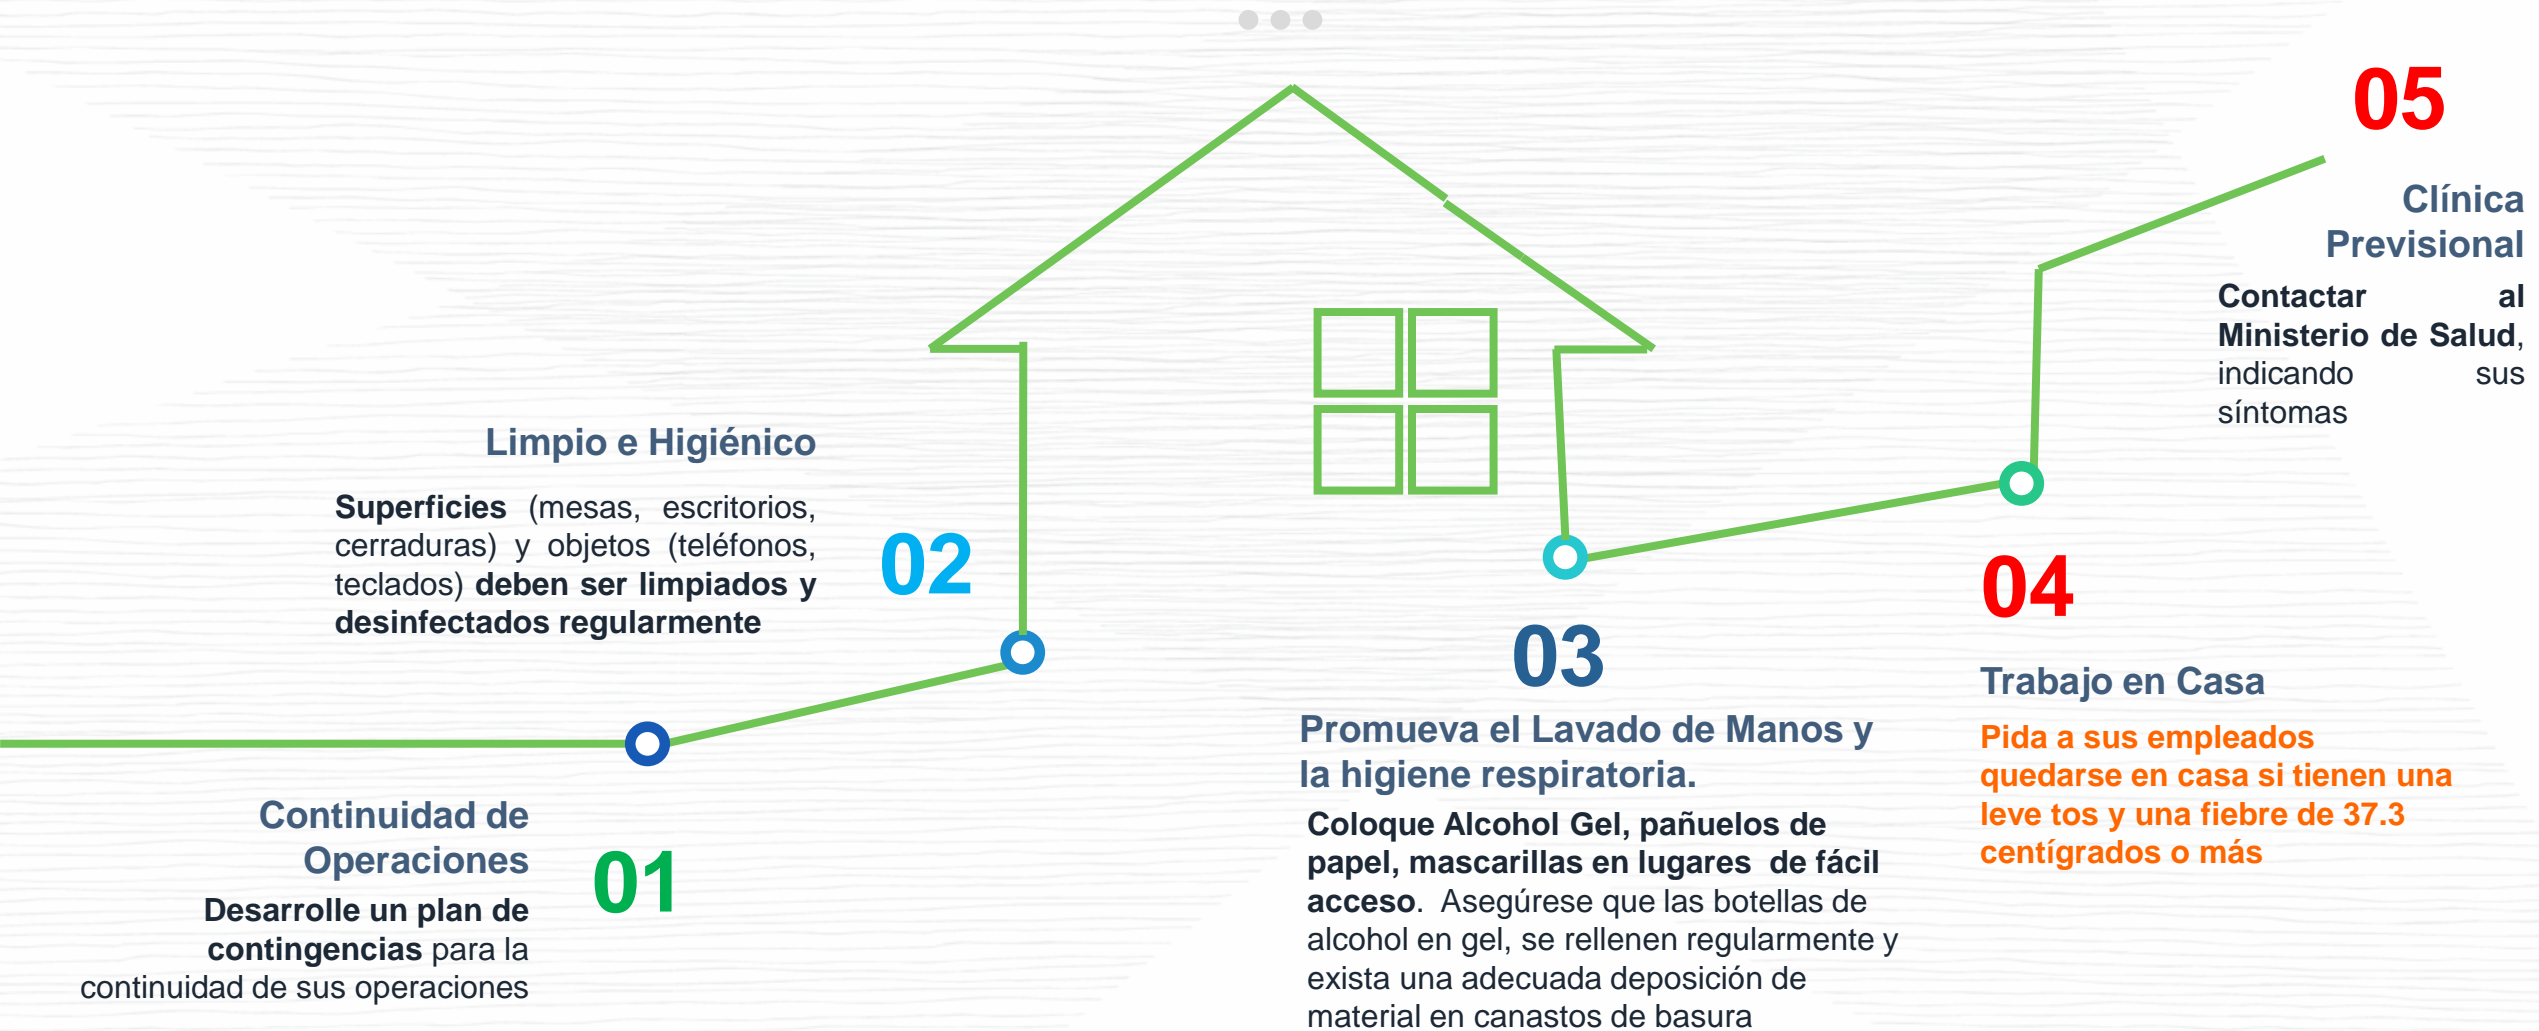 01
Continuidad de
Operaciones
Desarrolle un plan de
contingencias para la
continuidad de sus operaciones
02
Limpio e Higiénico
Superficies (mesas, escritorios,
cerraduras) y objetos (teléfonos,
teclados) deben ser limpiados y
desinfectados regularmente
03
Promueva el Lavado de Manos y
la higiene respiratoria.
Coloque Alcohol Gel, pañuelos de
papel, mascarillas en lugares de fácil
acceso. Asegúrese que las botellas de
alcohol en gel, se rellenen regularmente y
exista una adecuada deposición de
material en canastos de basura
04
Trabajo en Casa
Pida a sus empleados
quedarse en casa si tienen una
leve tos y una fiebre de 37.3
centígrados o más
05
Clínica
Previsional
Contactar al
Ministerio de Salud,
indicando sus
síntomas